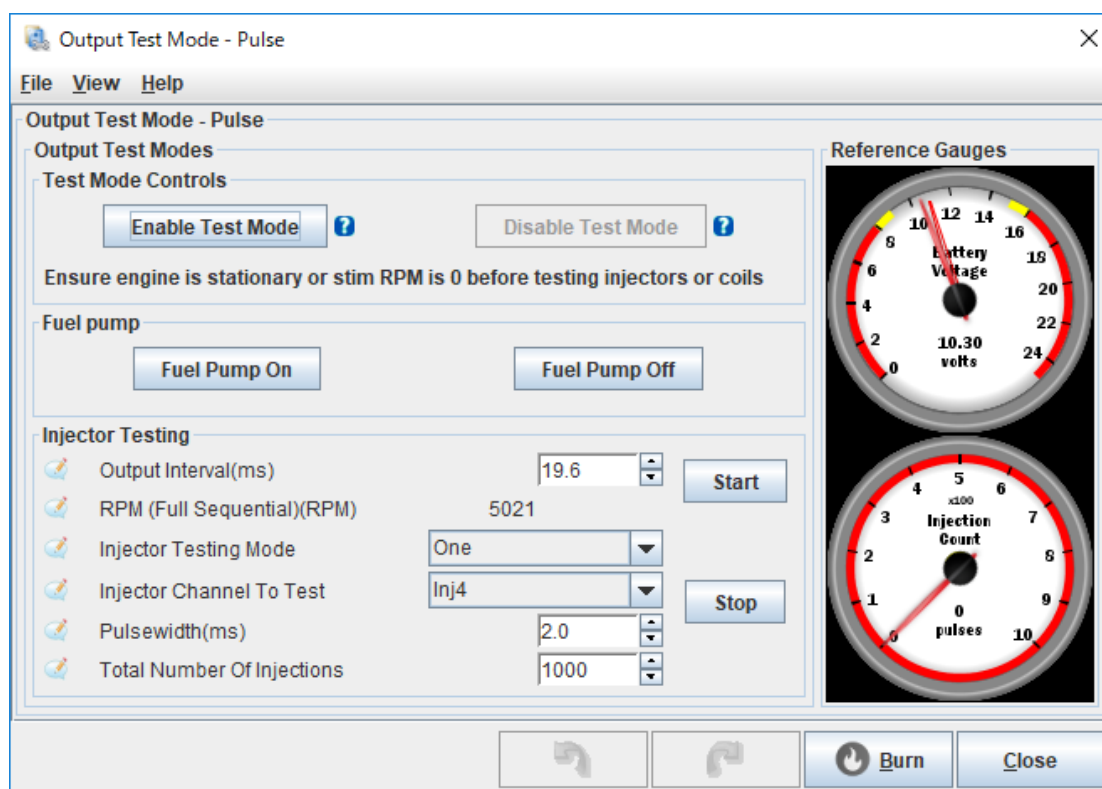 Output Test Mode - Pulse
File View Help
Output Test Mode - Pulse
Output Test Modes
Test Mode Controls
Enable Test Mode ? Disable Test Mode ?
Ensure engine is stationary or stim RPM is 0 before testing injectors or coils
Fuel pump
Fuel Pump On Fuel Pump Off
Injector Testing
Output Interval(ms) 19.6 Start
RPM (Full Sequential)(RPM) 5021
Injector Testing Mode One
Injector Channel To Test Inj4 Stop
Pulsewidth(ms) 2.0
Total Number Of Injections 1000
Reference Gauges
0 2 4 6 8 10 12 14 16 18 20 22 24
Battery
Voltage
10.30
volts
0 1 2 3 4 5 6 7 8 9 10
x100
Injection
Count
0
pulses
Burn Close